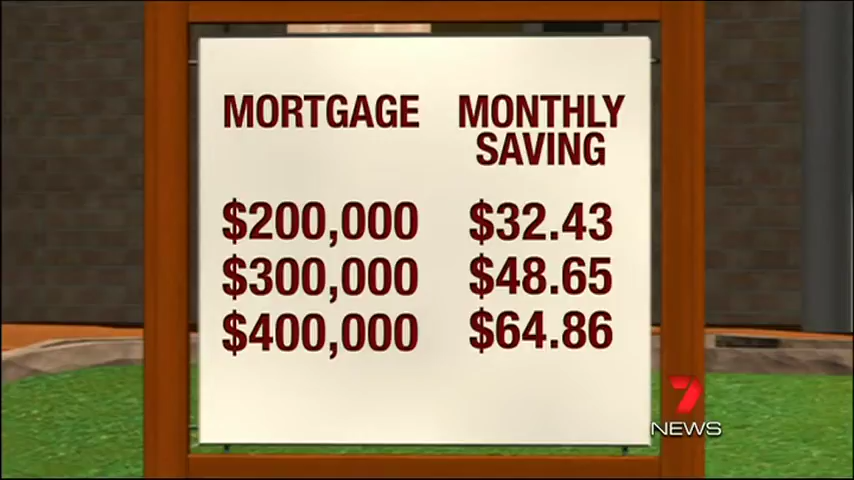 MORTGAGE MONTHLY
SAVING
$200,000 $32.43
$300,000 $48.65
$400,000 $64.86
7
NEWS